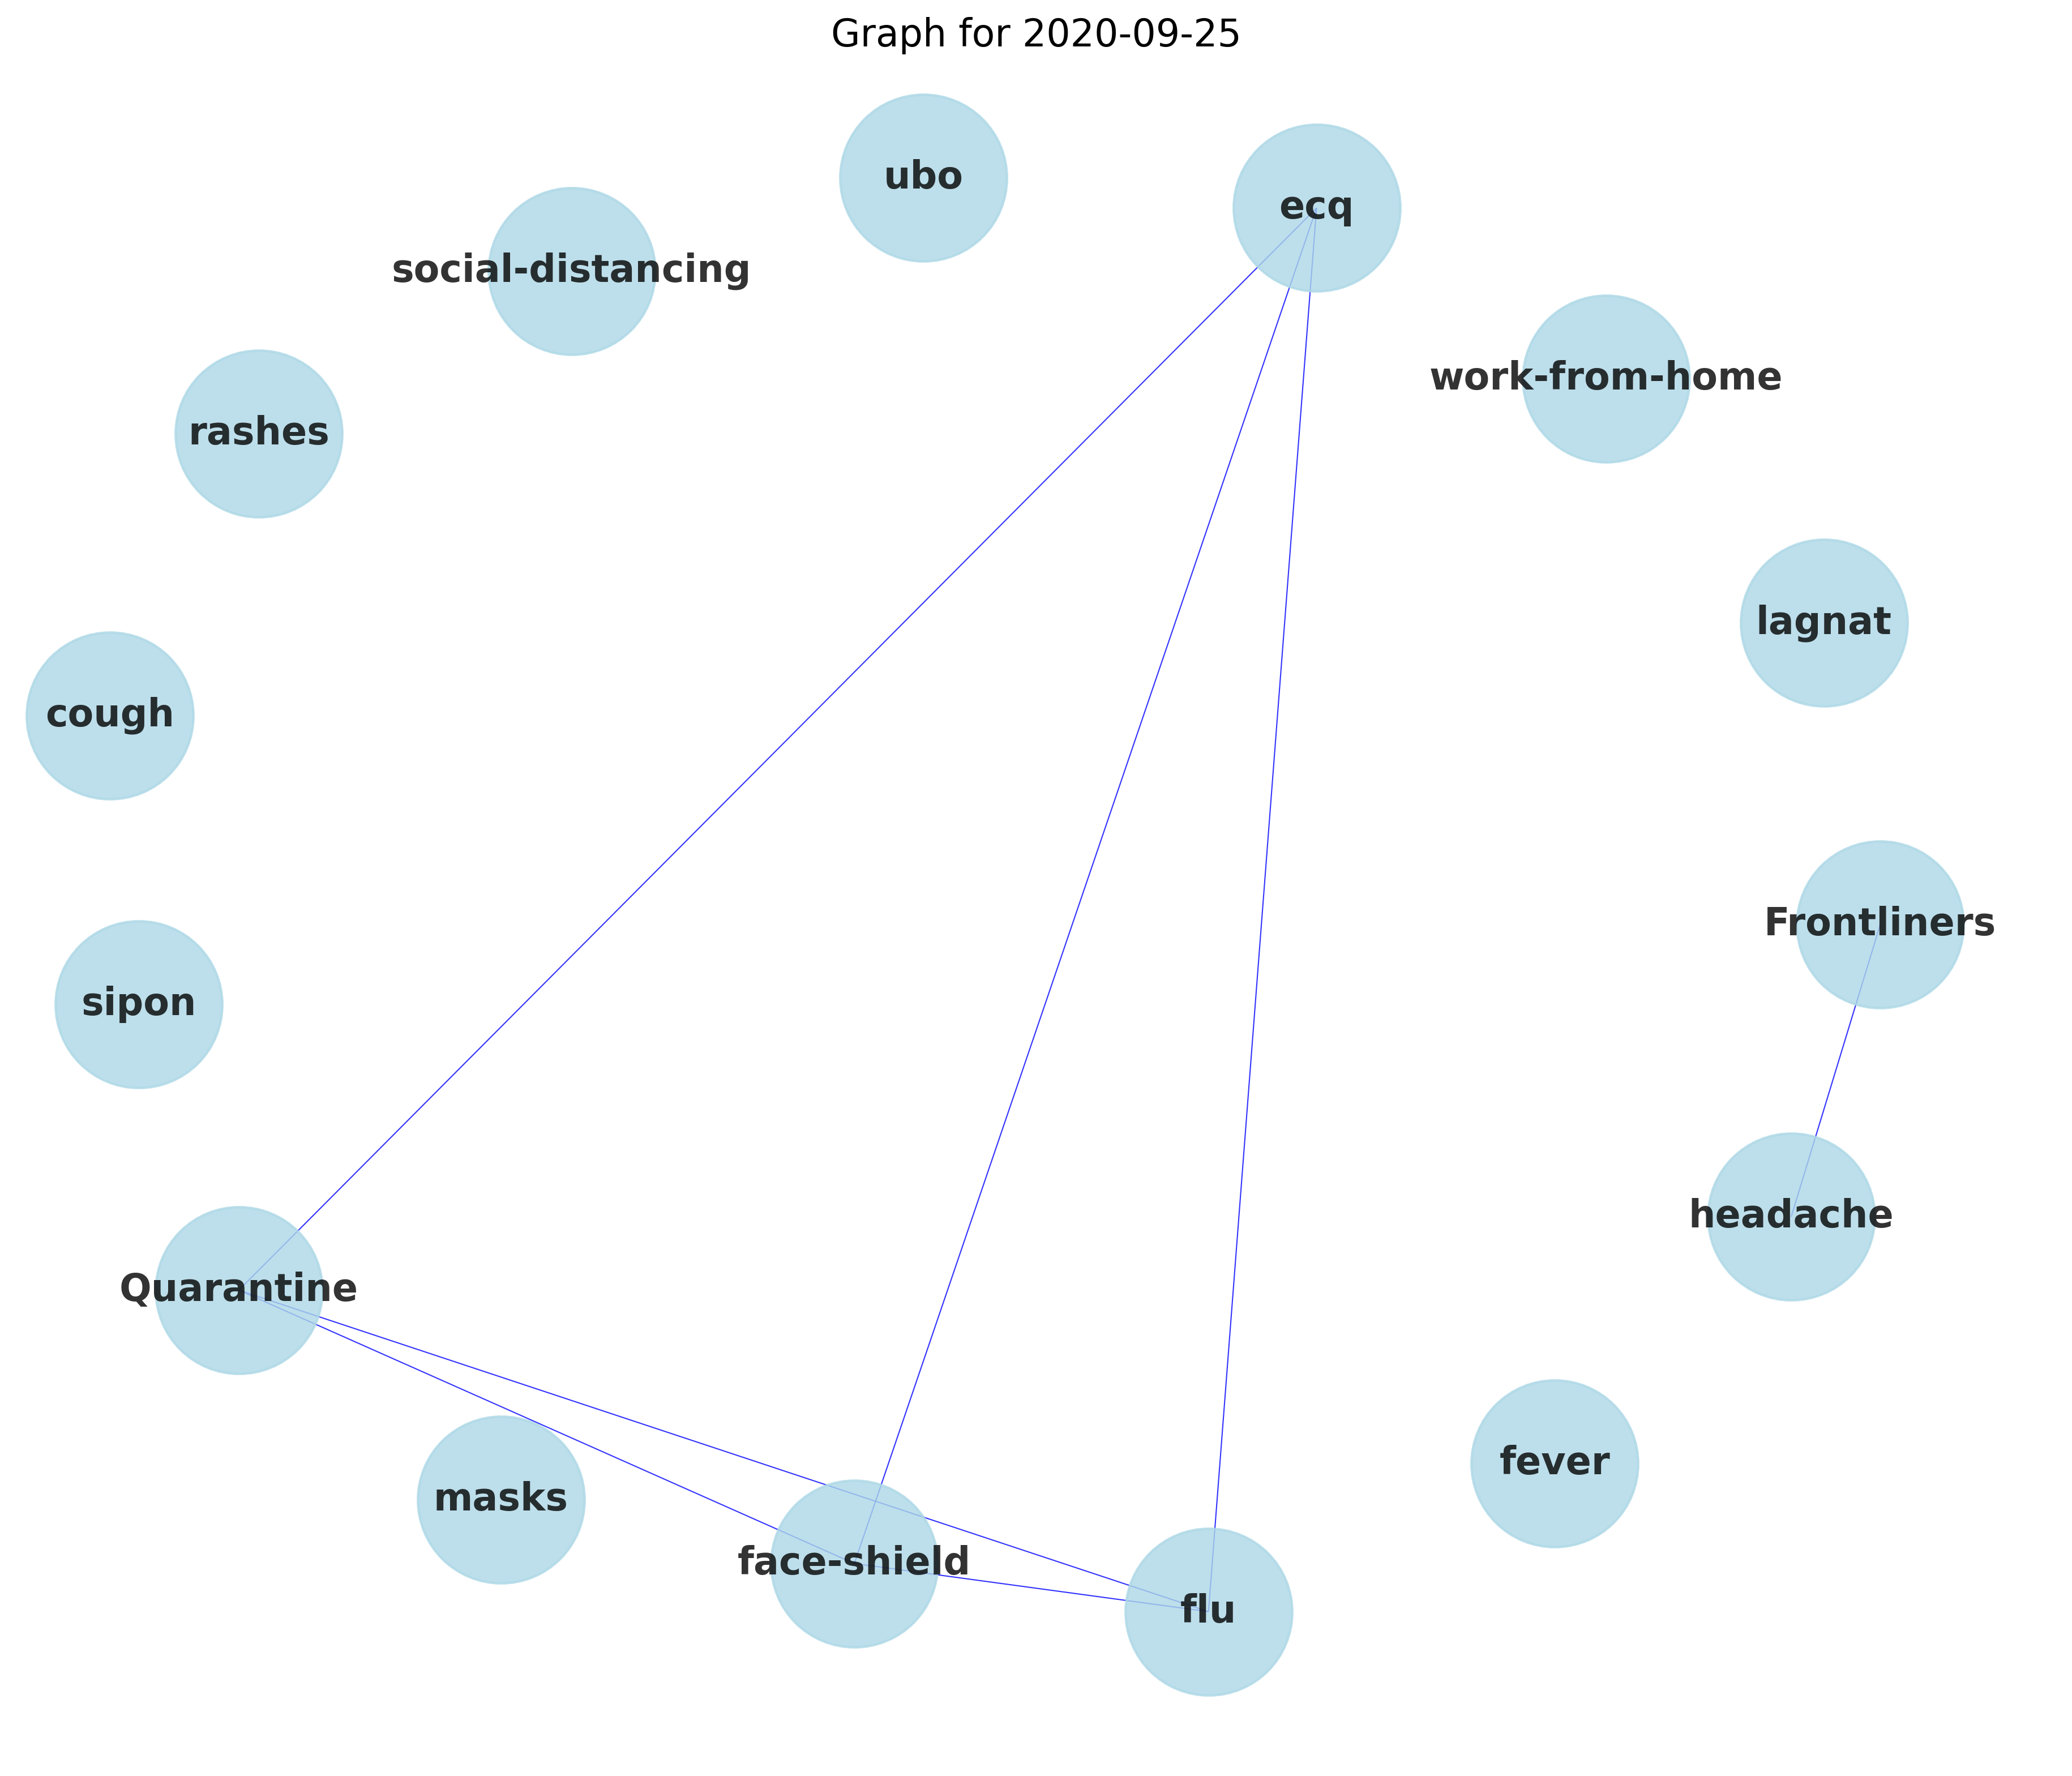 Graph for 2020-09-25
ubo
ecq
social-distancing
work-from-home
rashes
lagnat
cough
Frontliners
sipon
headache
Quarantine
fever
masks
face-shield
flu